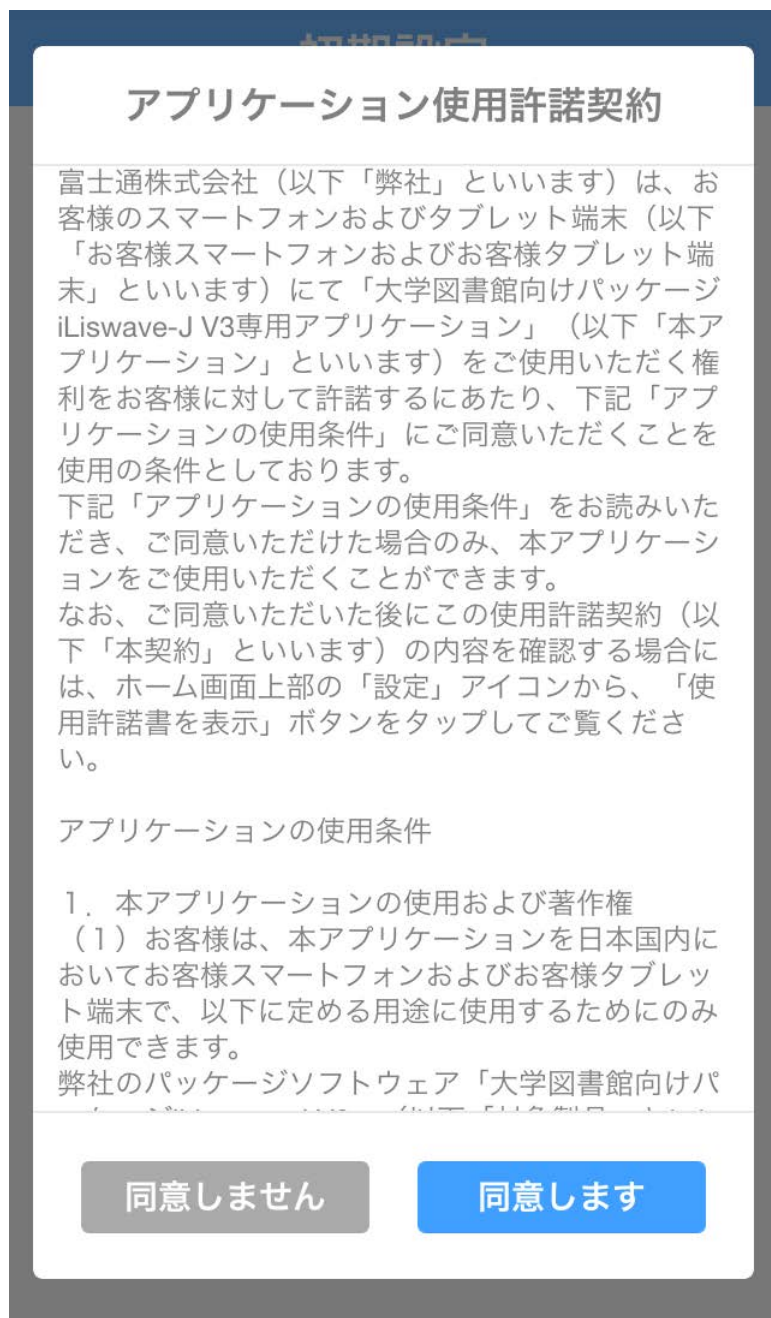 初期設定
アプリケーション使用許諾契約
富士通株式会社（以下「弊社」といいます）は、お
客様のスマートフォンおよびタブレット端末（以下
「お客様スマートフォンおよびお客様タブレット端
末」といいます）にて「大学図書館向けパッケージ
iLiswave-J V3専用アプリケーション」（以下「本ア
プリケーション」といいます）をご使用いただく権
利をお客様に対して許諾するにあたり、下記「アプ
リケーションの使用条件」にご同意いただくことを
使用の条件としております。
下記「アプリケーションの使用条件」をお読みいた
だき、ご同意いただけた場合のみ、本アプリケーシ
ョンをご使用いただくことができます。
なお、ご同意いただいた後にこの使用許諾契約（以
下「本契約」といいます）の内容を確認する場合に
は、ホーム画面上部の「設定」アイコンから、「使
用許諾書を表示」ボタンをタップしてご覧くださ
い。
アプリケーションの使用条件
１．本アプリケーションの使用および著作権
（１）お客様は、本アプリケーションを日本国内に
おいてお客様スマートフォンおよびお客様タブレッ
ト端末で、以下に定める用途に使用するためにのみ
使用できます。
弊社のパッケージソフトウェア「大学図書館向けパ
同意しません
同意します